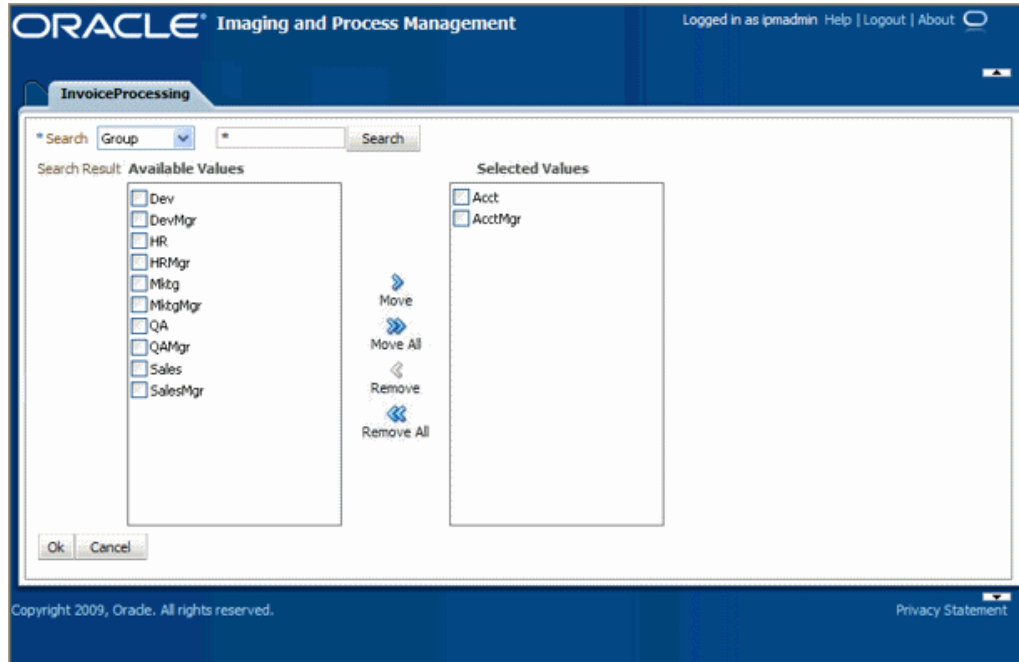 ORACLE® Imaging and Process Management
Logged in as ipmadmin Help | Logout | About
InvoiceProcessing
* Search Group * Search
Search Result Available Values Selected Values
Dev
DevMgr
HR
HRMgr
Mktg
MktgMgr
QA
QAMgr
Sales
SalesMgr
Move
Move All
Remove
Remove All
Acct
AcctMgr
Ok Cancel
Copyright 2009, Oracle. All rights reserved.
Privacy Statement